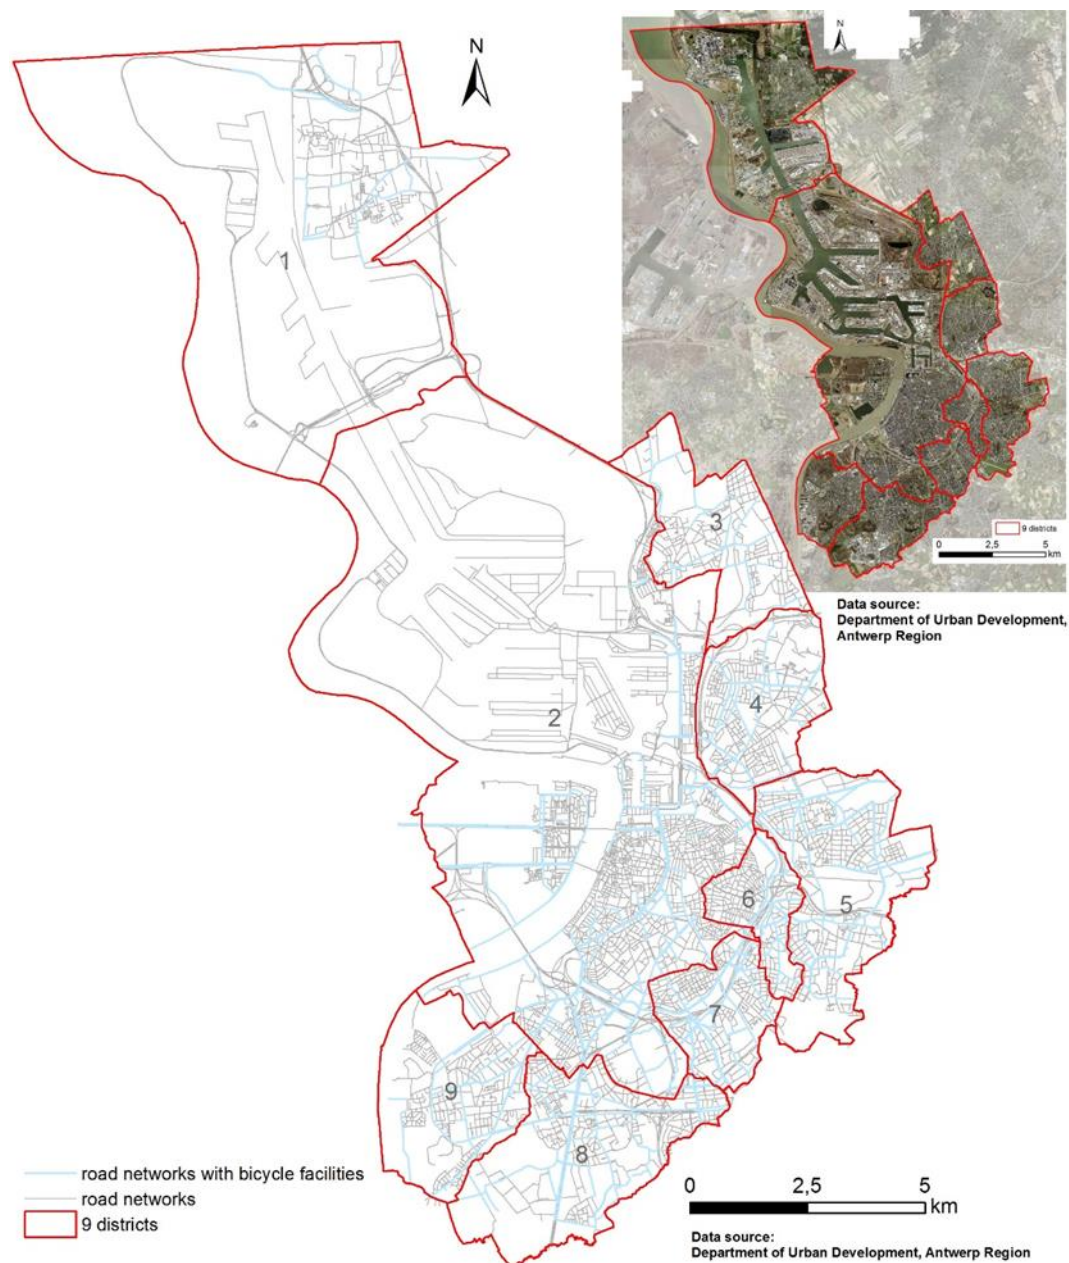 N
N
9 districts
0 2,5 5
km
Data source:
Department of Urban Development,
Antwerp Region
1
2
3
4
5
6
7
8
9
road networks with bicycle facilities
road networks
9 districts
0 2,5 5
km
Data source:
Department of Urban Development, Antwerp Region